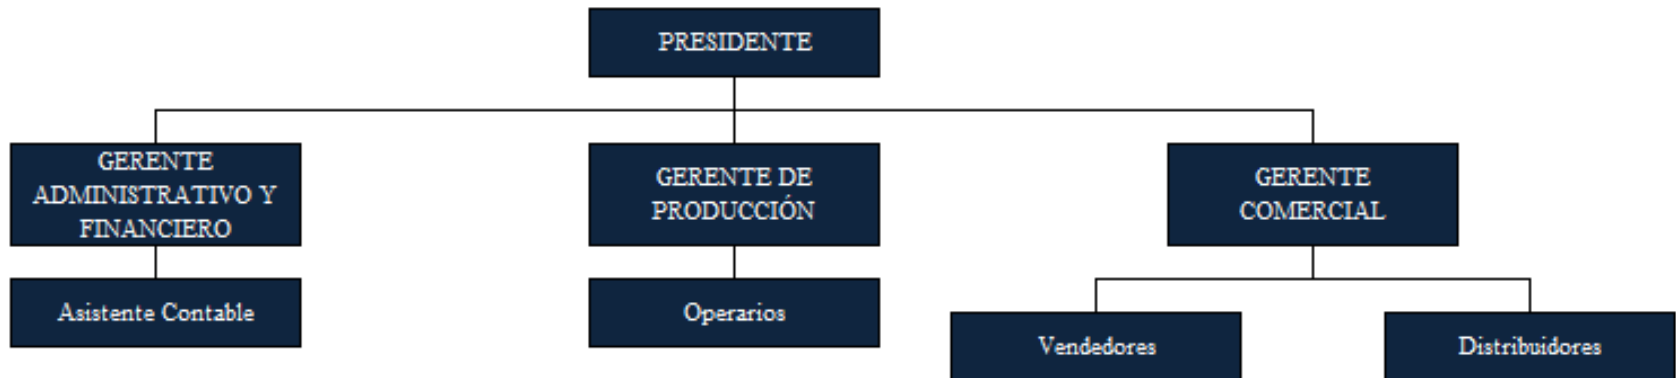 PRESIDENTE
GERENTE
ADMINISTRATIVO Y
FINANCIERO
GERENTE DE
PRODUCCIÓN
GERENTE
COMERCIAL
Asistente Contable
Operarios
Vendedores
Distribuidores